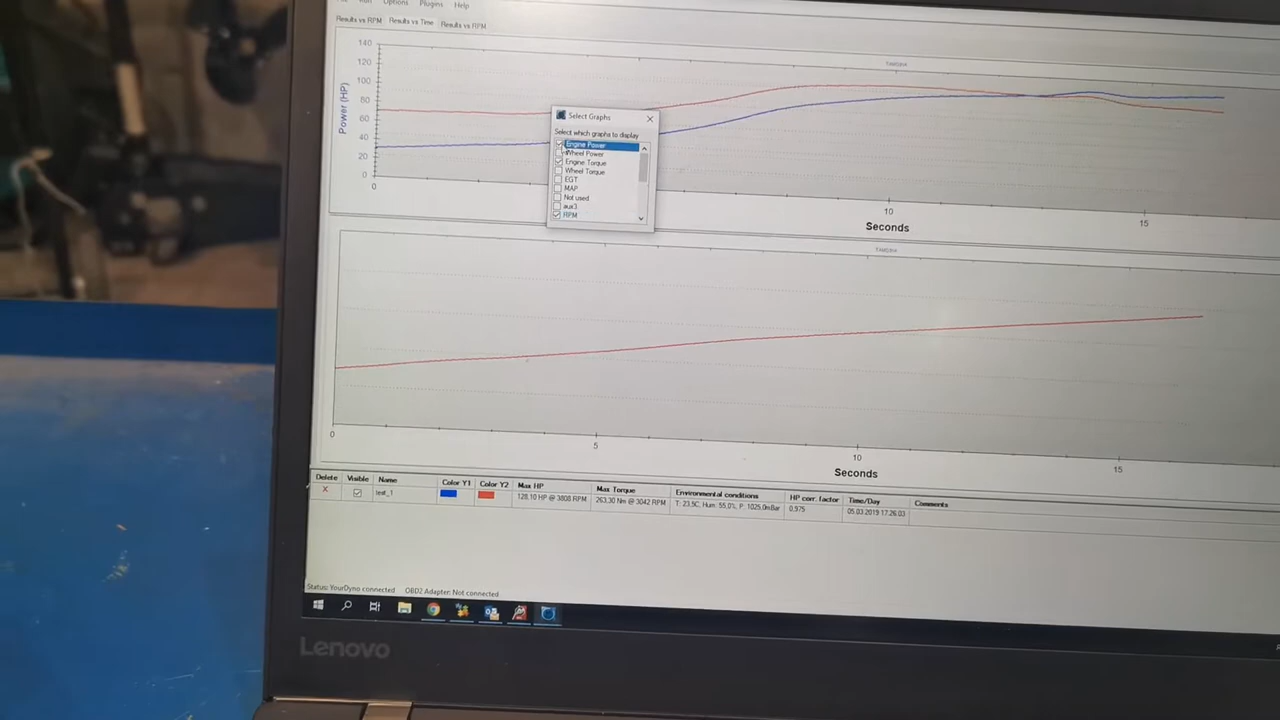 Run Options Plugins Help
Results vs RPM Results vs Time Results vs RPM
140
120
100
80
60
40
20
0
Power (HP)
0 10 15
Seconds
Select Graphs
Select which graphs to display
Engine Power
Wheel Power
Engine Torque
Wheel Torque
EGT
MAP
Not used
aux3
RPM
0 5 10 15
Seconds
Delete Visible Name Color Y1 Color Y2 Max HP Max Torque Environmental conditions HP corr. factor Time/Day Comments
X test_1 128,10 HP @ 3808 RPM 263,30 Nm @ 3042 RPM T: 23,5C, Hum: 55,0%, P: 1025,0mBar 0.975 05.03.2019 17:26:03
Status: YourDyno connected OBD2 Adapter: Not connected
Lenovo